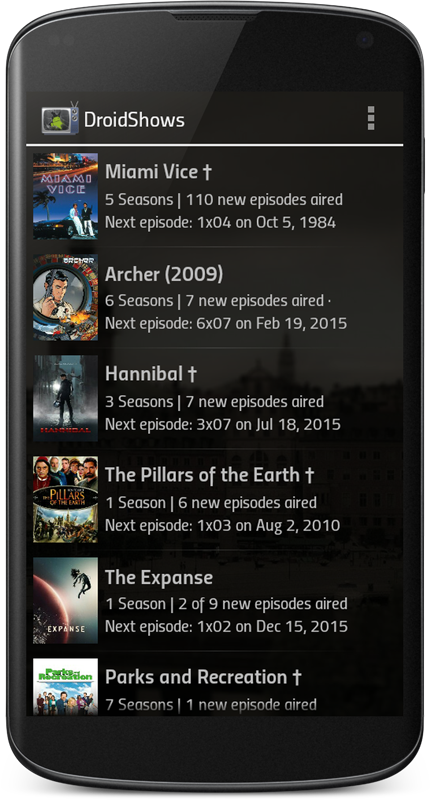 DroidShows
MIAMI
VICE
Miami Vice †
5 Seasons | 110 new episodes aired
Next episode: 1x04 on Oct 5, 1984
ARCHER
Archer (2009)
6 Seasons | 7 new episodes aired ·
Next episode: 6x07 on Feb 19, 2015
HANNIBAL
Hannibal †
3 Seasons | 7 new episodes aired
Next episode: 3x07 on Jul 18, 2015
THE PILLARS
OF THE EARTH
The Pillars of the Earth †
1 Season | 6 new episodes aired
Next episode: 1x03 on Aug 2, 2010
EXPANSE
The Expanse
1 Season | 2 of 9 new episodes aired
Next episode: 1x02 on Dec 15, 2015
Parks and
Recreation
Parks and Recreation †
7 Seasons | 1 new episode aired